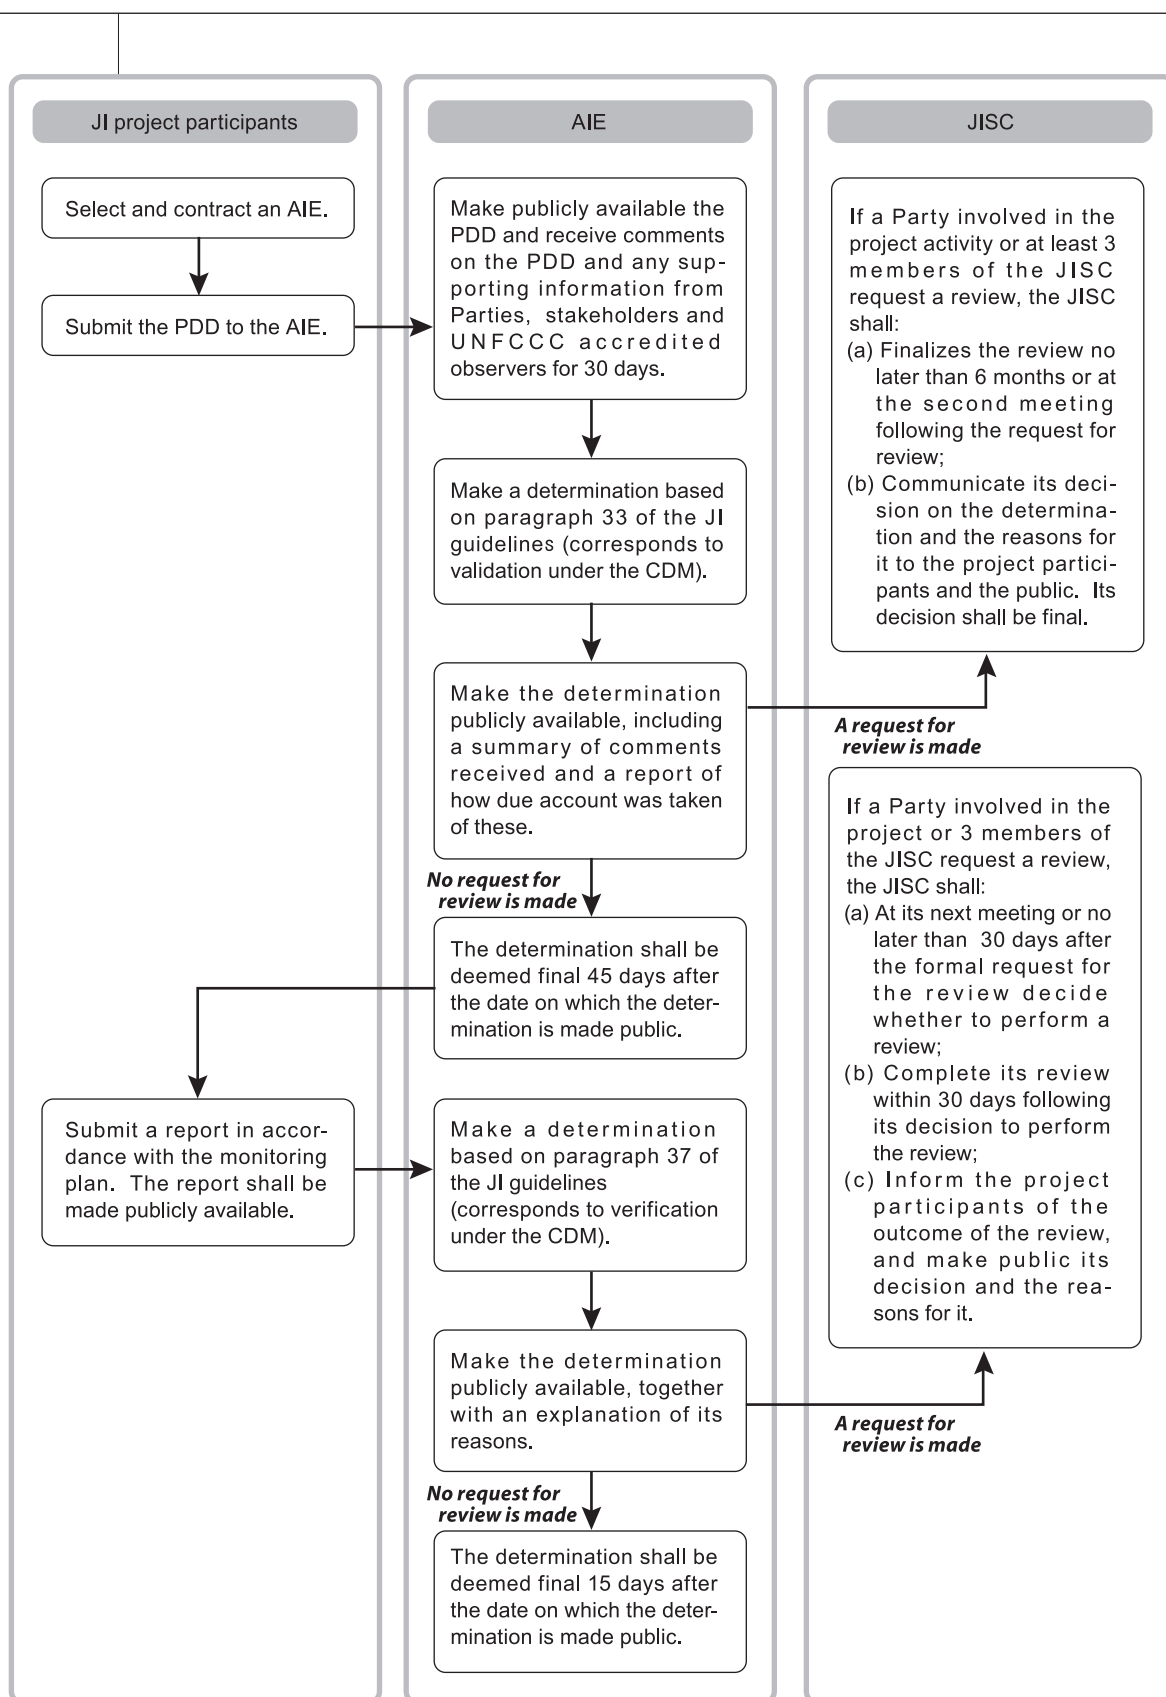 JI project participants
Select and contract an AIE.
Submit the PDD to the AIE.
Submit a report in accor-
dance with the monitoring
plan. The report shall be
made publicly available.
AIE
Make publicly available the
PDD and receive comments
on the PDD and any sup-
porting information from
Parties, stakeholders and
UNFCCC accredited
observers for 30 days.
Make a determination based
on paragraph 33 of the JI
guidelines (corresponds to
validation under the CDM).
Make the determination
publicly available, including
a summary of comments
received and a report of
how due account was taken
of these.
No request for
review is made
The determination shall be
deemed final 45 days after
the date on which the deter-
mination is made public.
Make a determination
based on paragraph 37 of
the JI guidelines
(corresponds to verification
under the CDM).
Make the determination
publicly available, together
with an explanation of its
reasons.
No request for
review is made
The determination shall be
deemed final 15 days after
the date on which the deter-
mination is made public.
JISC
If a Party involved in the
project activity or at least 3
members of the JISC
request a review, the JISC
shall:
(a) Finalizes the review no
later than 6 months or at
the second meeting
following the request for
review;
(b) Communicate its deci-
sion on the determina-
tion and the reasons for
it to the project partici-
pants and the public. Its
decision shall be final.
A request for
review is made
If a Party involved in the
project or 3 members of
the JISC request a review,
the JISC shall:
(a) At its next meeting or no
later than 30 days after
the formal request for
the review decide
whether to perform a
review;
(b) Complete its review
within 30 days following
its decision to perform
the review;
(c) Inform the project
participants of the
outcome of the review,
and make public its
decision and the rea-
sons for it.
A request for
review is made